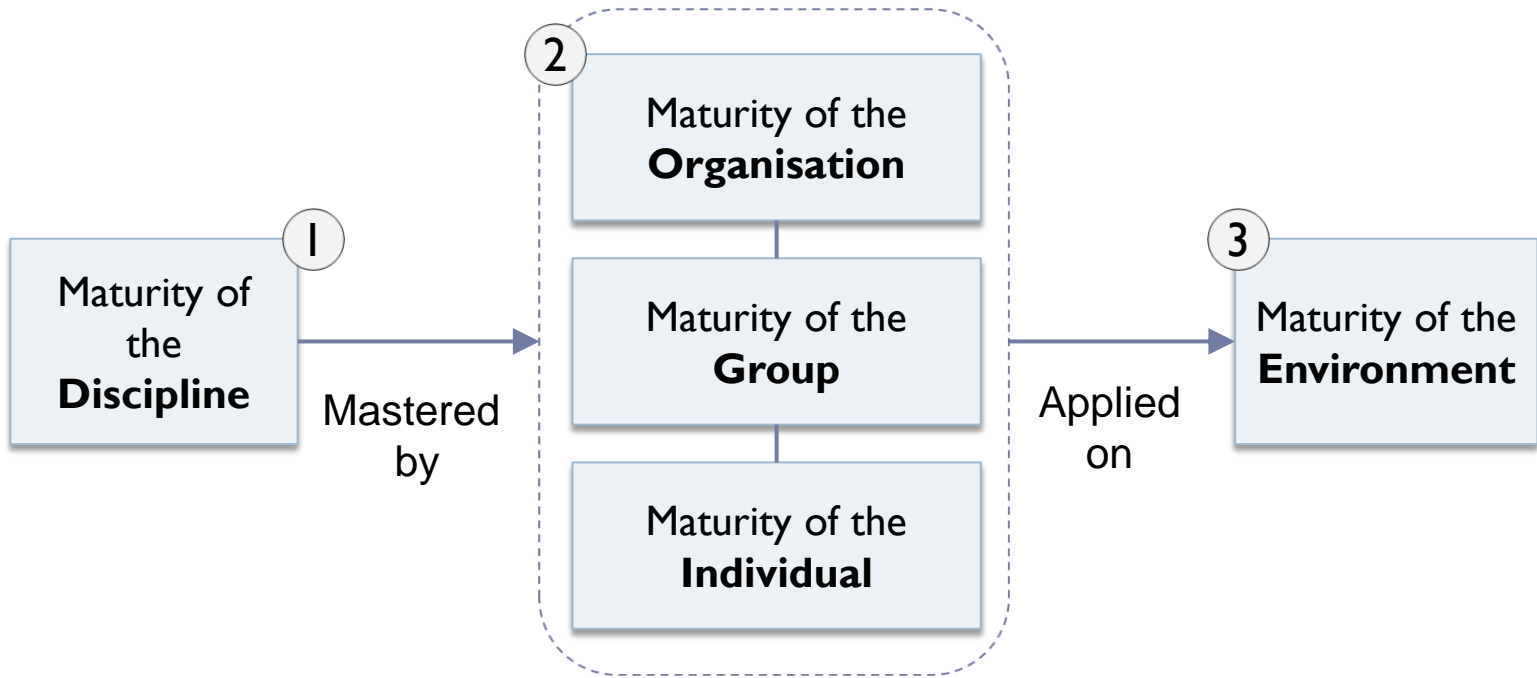 1
Maturity of
the
Discipline
Mastered
by
2
Maturity of the
Organisation
Maturity of the
Group
Maturity of the
Individual
Applied
on
3
Maturity of the
Environment